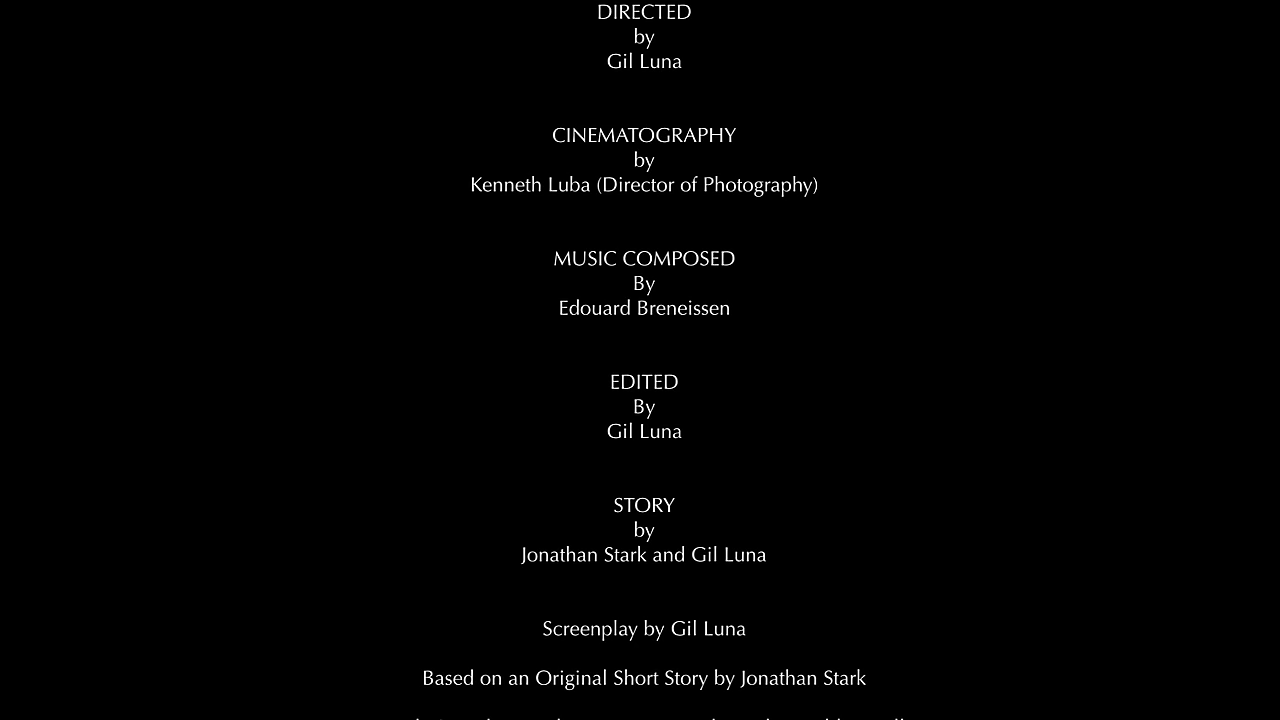 DIRECTED
by
Gil Luna
CINEMATOGRAPHY
by
Kenneth Luba (Director of Photography)
MUSIC COMPOSED
By
Edouard Breneissen
EDITED
By
Gil Luna
STORY
by
Jonathan Stark and Gil Luna
Screenplay by Gil Luna
Based on an Original Short Story by Jonathan Stark